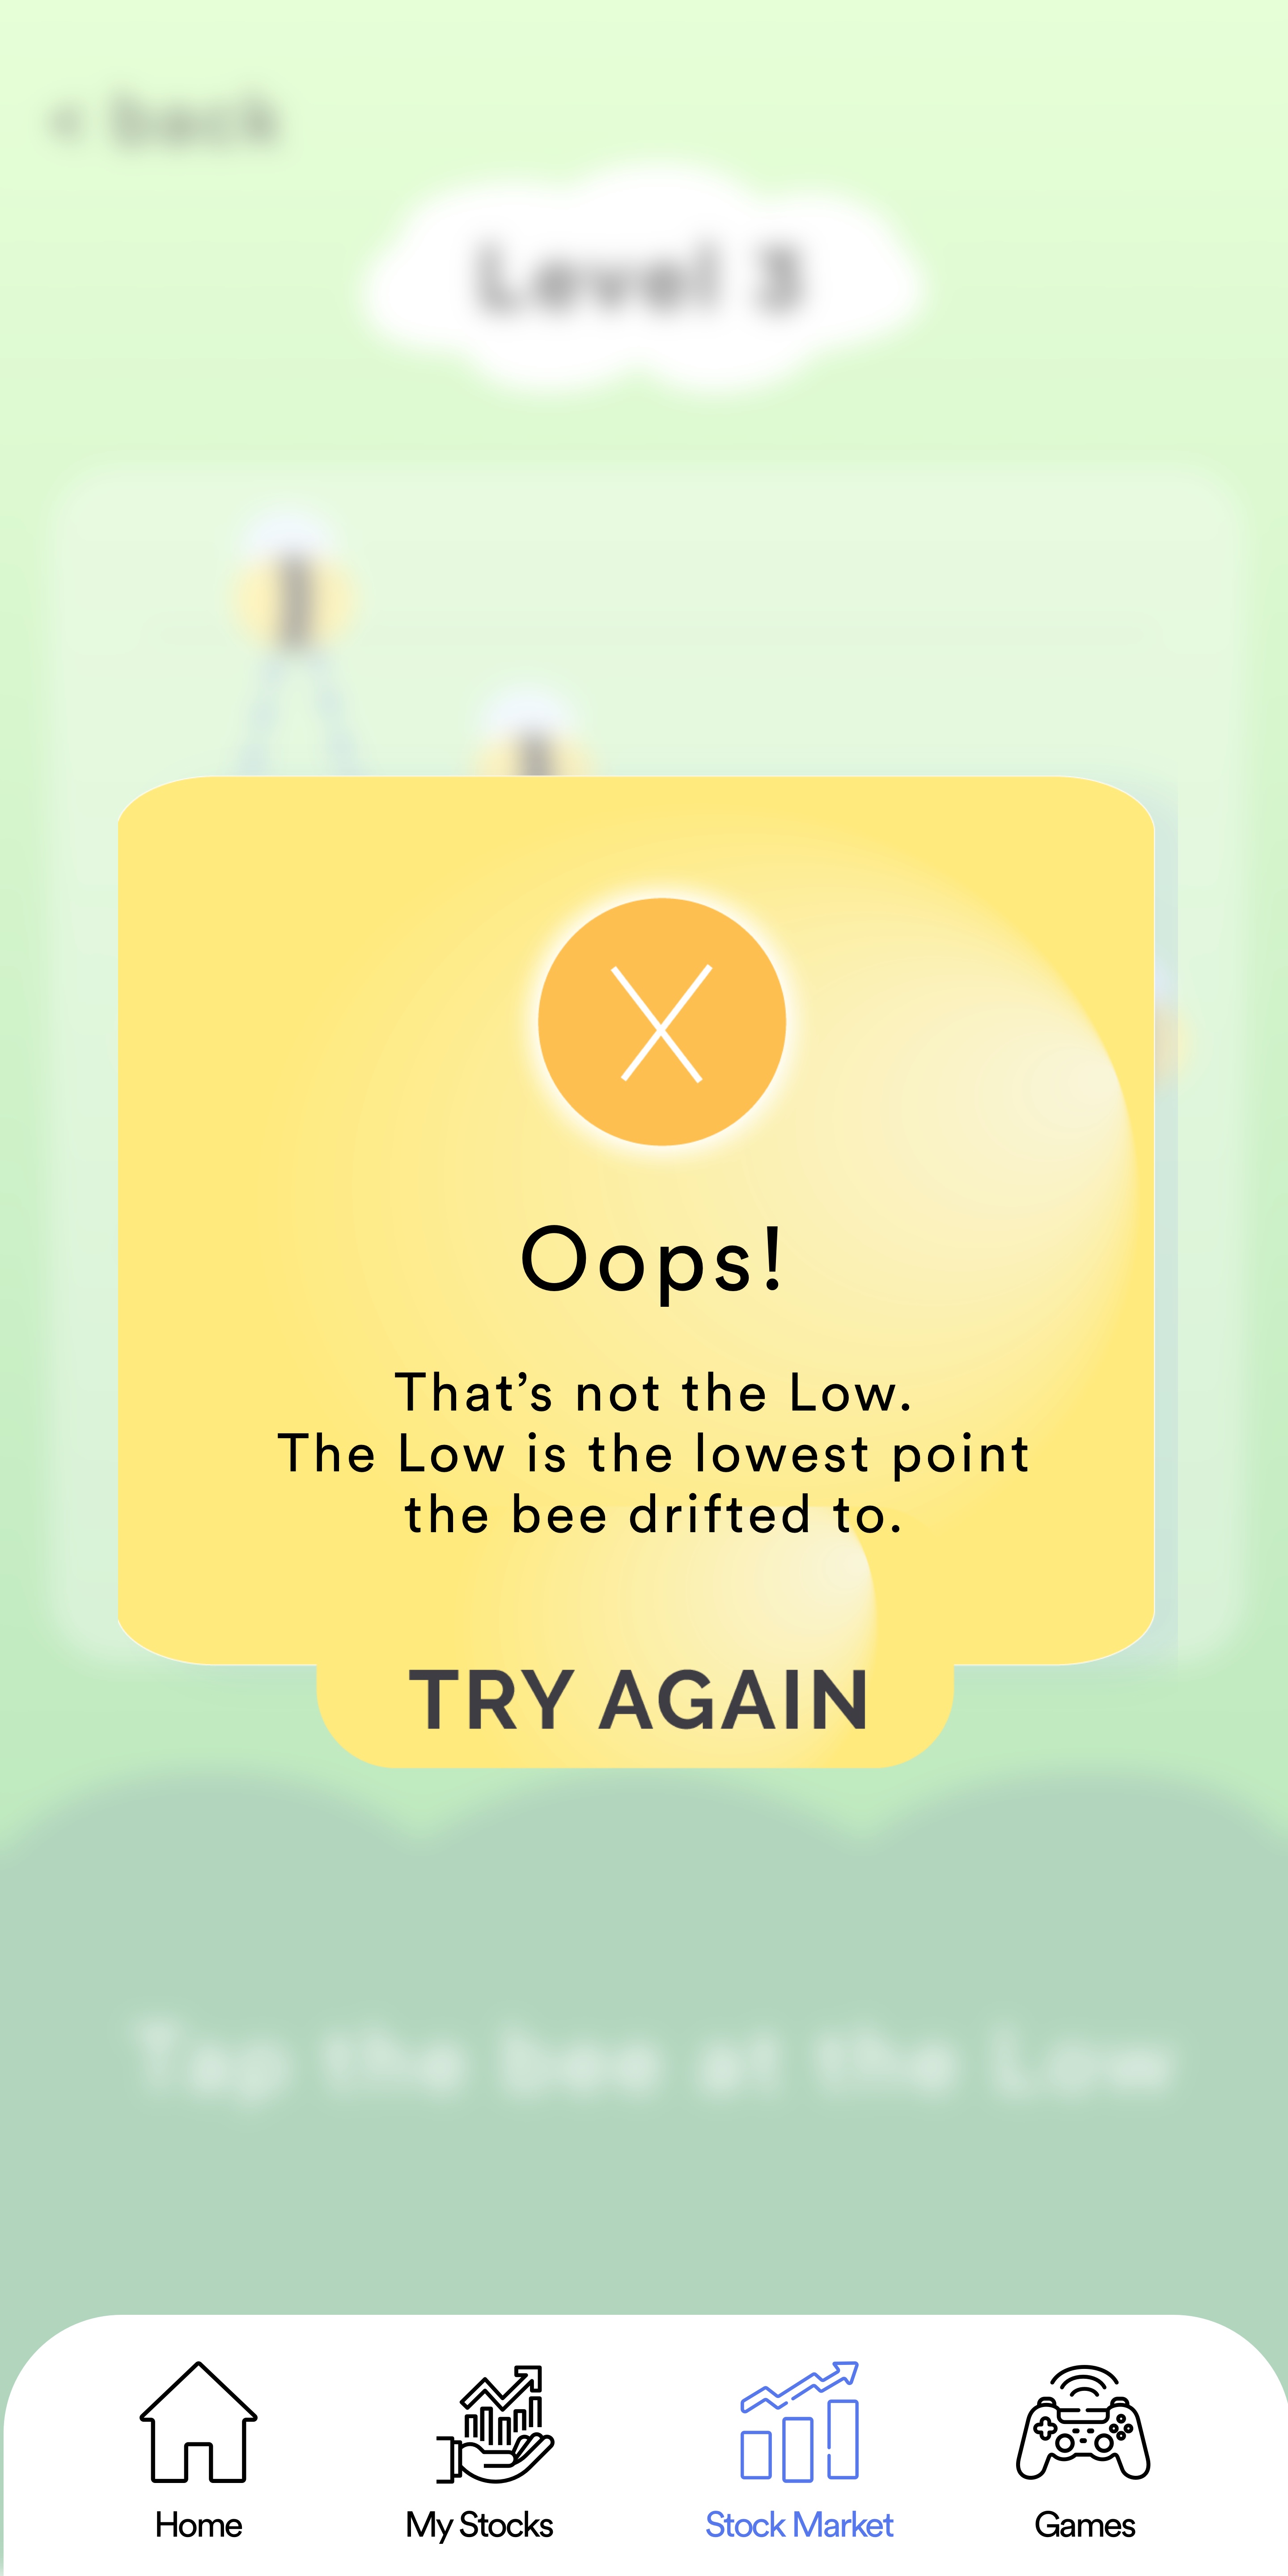 < back
Level 3
Oops!
That’s not the Low.
The Low is the lowest point
the bee drifted to.
TRY AGAIN
Tap the bee at the Low
Home
My Stocks
Stock Market
Games